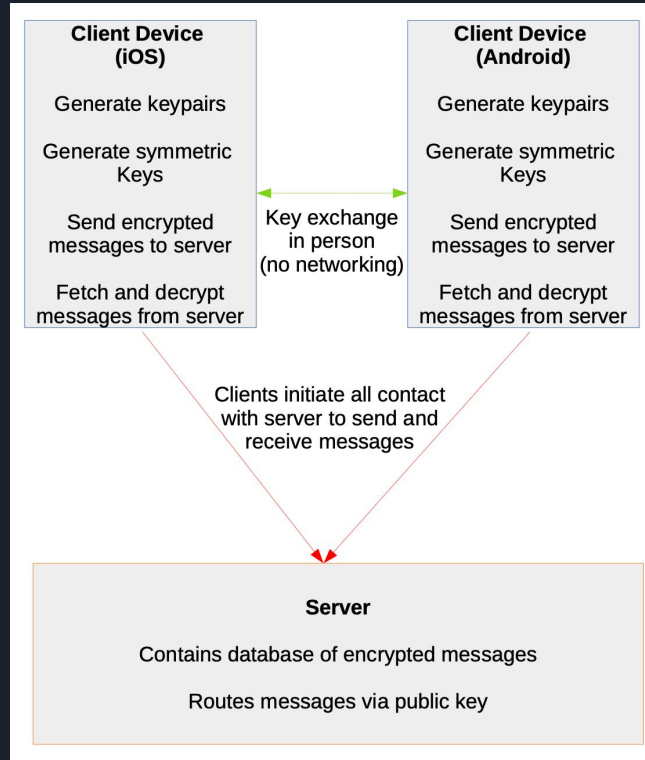 Client Device
(iOS)
Generate keypairs
Generate symmetric
Keys
Send encrypted
messages to server
Fetch and decrypt
messages from server
Key exchange
in person
(no networking)
Client Device
(Android)
Generate keypairs
Generate symmetric
Keys
Send encrypted
messages to server
Fetch and decrypt
messages from server
Clients initiate all contact
with server to send and
receive messages
Server
Contains database of encrypted messages
Routes messages via public key